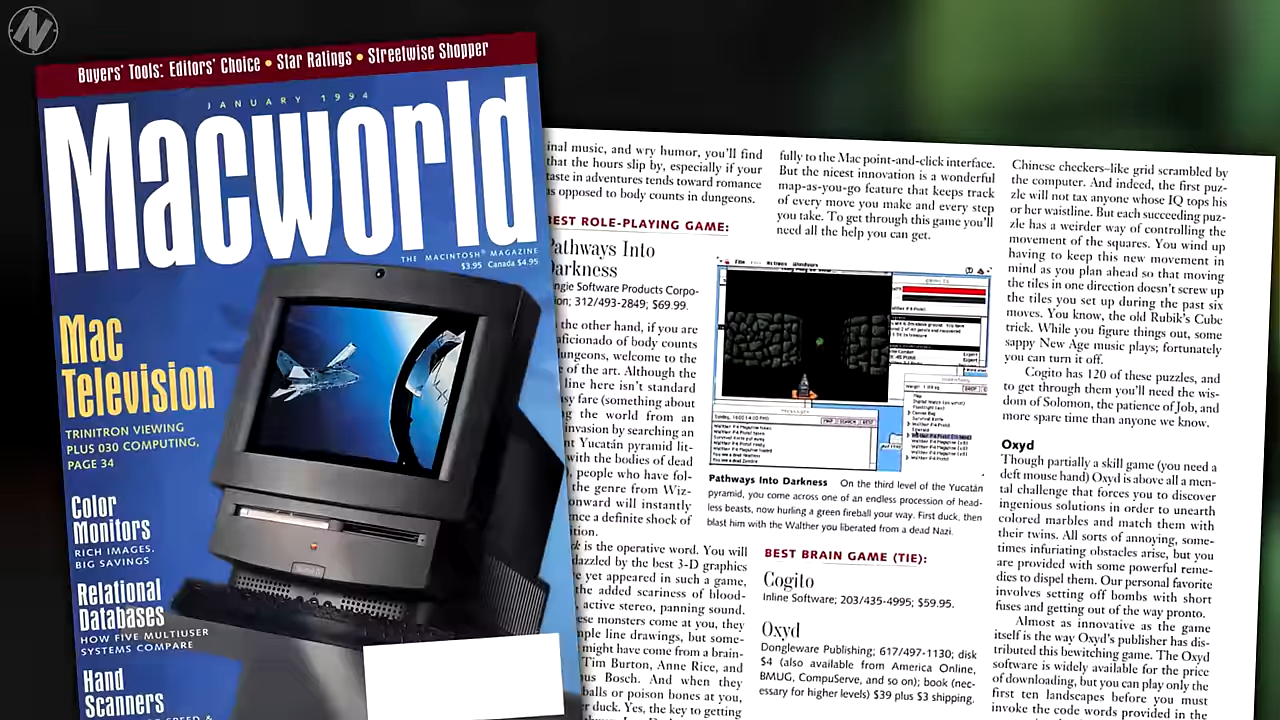 N
Buyers' Tools: Editors' Choice • Star Ratings • Streetwise Shopper
JANUARY 1994
Macworld
THE MACINTOSH® MAGAZINE
$3.95 Canada $4.95
Mac
Television
TRINITRON VIEWING
PLUS 030 COMPUTING,
PAGE 34
Color
Monitors
RICH IMAGES,
BIG SAVINGS
Relational
Databases
HOW FIVE MULTIUSER
SYSTEMS COMPARE
Hand
Scanners
inal music, and wry humor, you'll find
that the hours slip by, especially if your
taste in adventures tends toward romance
as opposed to body counts in dungeons.
BEST ROLE-PLAYING GAME:
Pathways Into
Darkness
gie Software Products Corpo-
on; 312/493-2849; $69.99.
the other hand, if you are
ficionado of body counts
ungeons, welcome to the
e of the art. Although the
line here isn't standard
sy fare (something about
g the world from an
nvasion by searching an
t Yucatán pyramid lit-
with the bodies of dead
people who have fol-
the genre from Wiz-
onward will instantly
nce a definite shock of
tion.
k is the operative word. You will
dazzled by the best 3-D graphics
e yet appeared in such a game,
the added scariness of blood-
, active stereo, panning sound.
ese monsters come at you, they
mple line drawings, but some-
might have come from a brain-
Tim Burton, Anne Rice, and
us Bosch. And when they
balls or poison bones at you,
r duck. Yes, the key to getting
fully to the Mac point-and-click interface.
But the nicest innovation is a wonderful
map-as-you-go feature that keeps track
of every move you make and every step
you take. To get through this game you'll
need all the help you can get.
Pathways Into Darkness On the third level of the Yucatán
pyramid, you come across one of an endless procession of head-
less beasts, now hurling a green fireball your way. First duck, then
blast him with the Walther you liberated from a dead Nazi.
BEST BRAIN GAME (TIE):
Cogito
Inline Software; 203/435-4995; $59.95.
Oxyd
Dongleware Publishing; 617/497-1130; disk
$4 (also available from America Online,
BMUG, CompuServe, and so on); book (nec-
essary for higher levels) $39 plus $3 shipping.
Chinese checkers–like grid scrambled by
the computer. And indeed, the first puz-
zle will not tax anyone whose IQ tops his
or her waistline. But each succeeding puz-
zle has a weirder way of controlling the
movement of the squares. You wind up
having to keep this new movement in
mind as you plan ahead so that moving
the tiles in one direction doesn't screw up
the tiles you set up during the past six
moves. You know, the old Rubik's Cube
trick. While you figure things out, some
sappy New Age music plays; fortunately
you can turn it off.
Cogito has 120 of these puzzles, and
to get through them you'll need the wis-
dom of Solomon, the patience of Job, and
more spare time than anyone we know.
Oxyd
Though partially a skill game (you need a
deft mouse hand) Oxyd is above all a men-
tal challenge that forces you to discover
ingenious solutions in order to unearth
colored marbles and match them with
their twins. All sorts of annoying, some-
times infuriating obstacles arise, but you
are provided with some powerful reme-
dies to dispel them. Our personal favorite
involves setting off bombs with short
fuses and getting out of the way pronto.
Almost as innovative as the game
itself is the way Oxyd's publisher has dis-
tributed this bewitching game. The Oxyd
software is widely available for the price
of downloading, but you can play only the
first ten landscapes before you must
invoke the code words provided in the